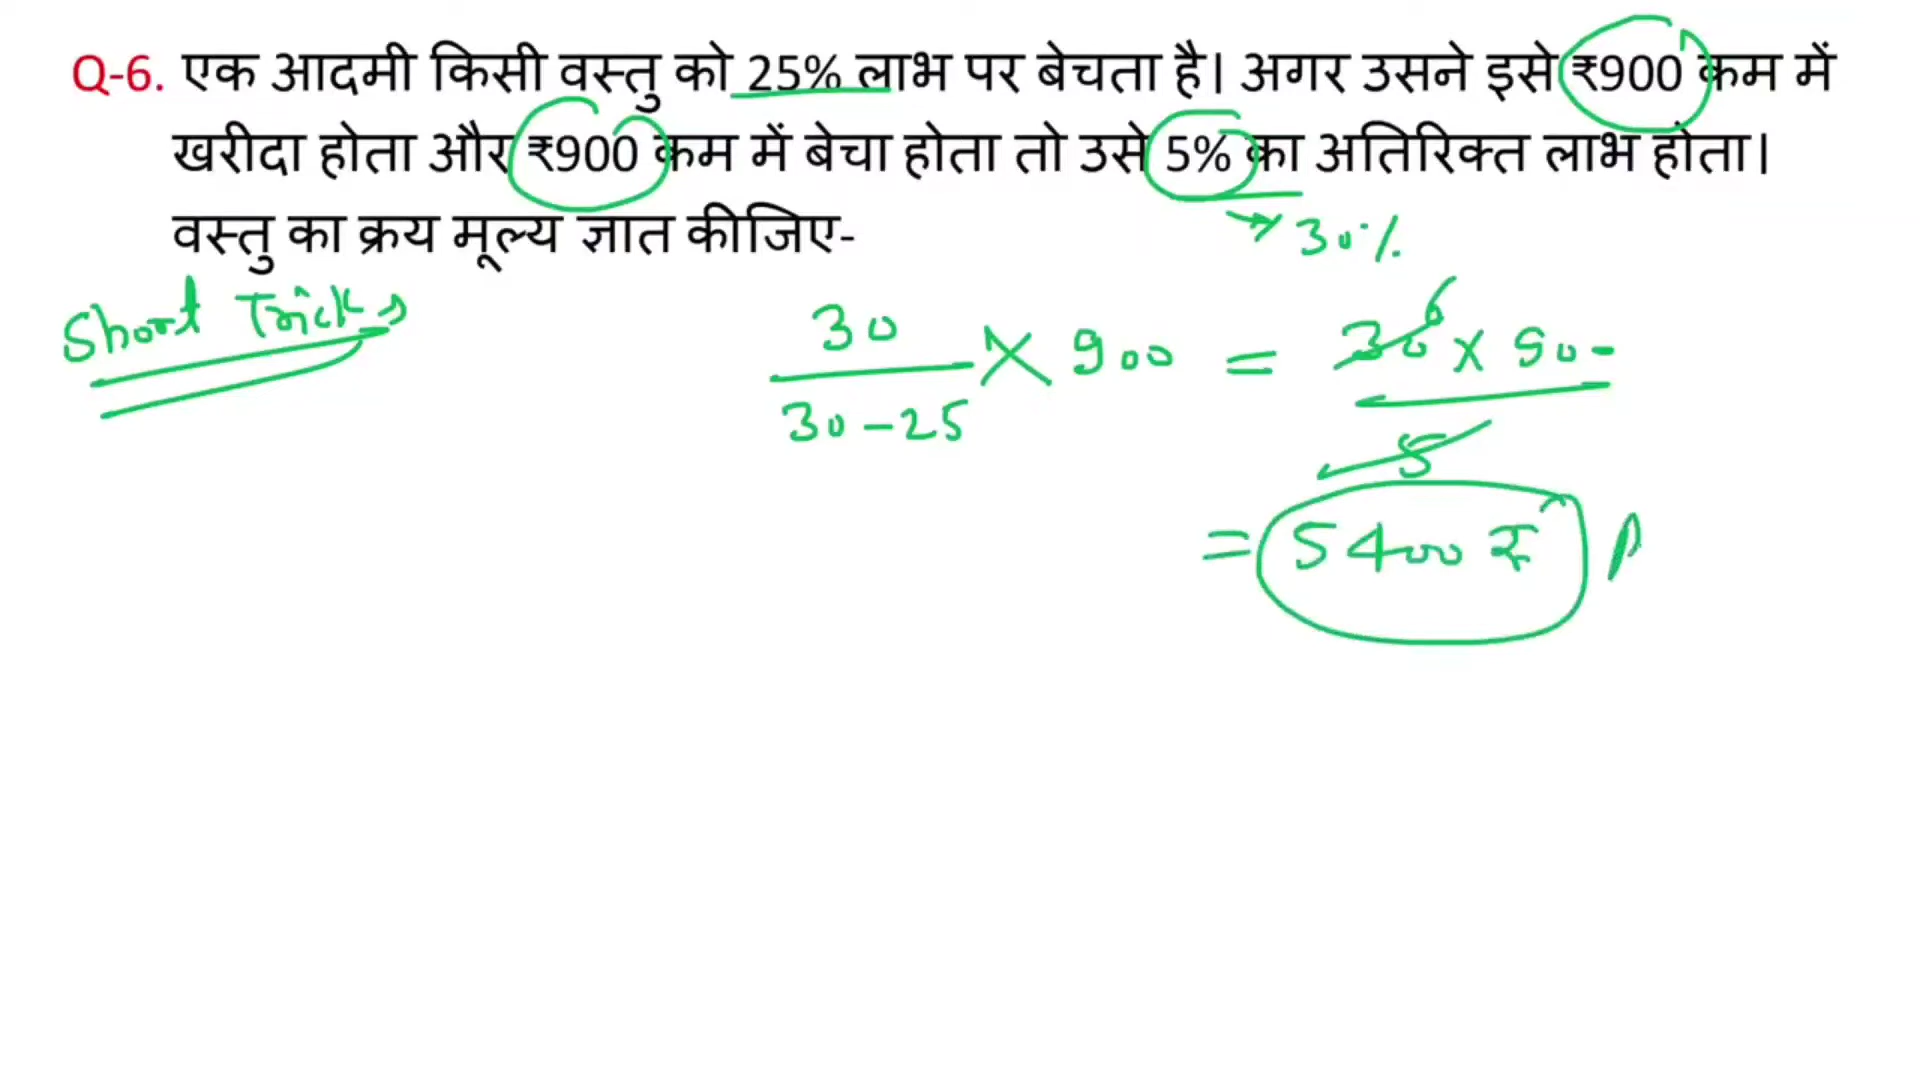 Q-6. एक आदमी किसी वस्तु को 25% लाभ पर बेचता है। अगर उसने इसे ₹900 कम में
खरीदा होता और ₹900 कम में बेचा होता तो उसे 5% का अतिरिक्त लाभ होता।
वस्तु का क्रय मूल्य ज्ञात कीजिए-
→ 30%
Short Trick
30 / 30-25 × 900 = 30 6 × 900 / 5
= 5400 ₹